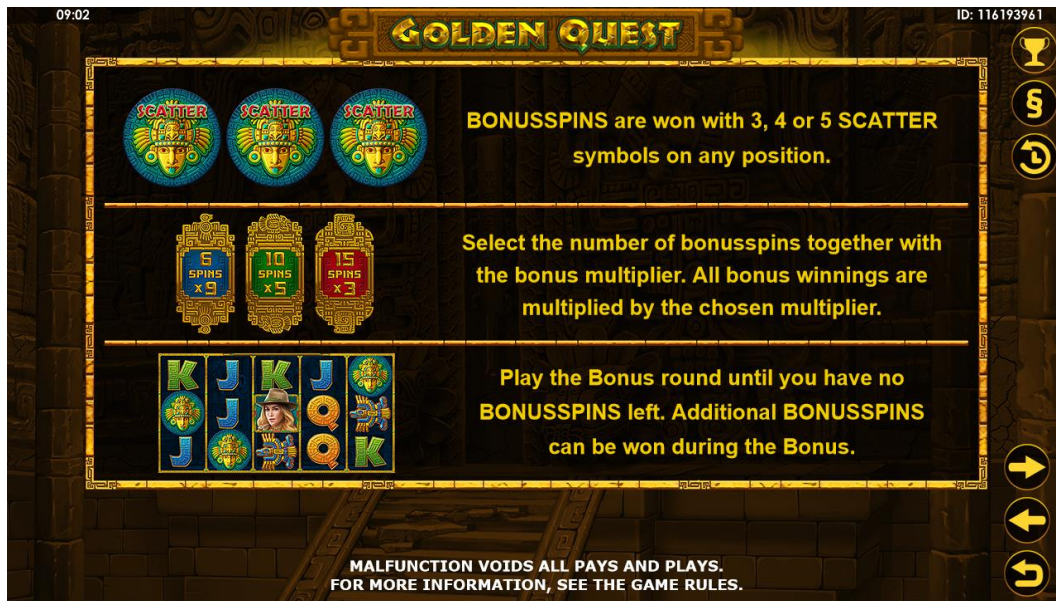 09:02
ID: 116193961
GOLDEN QUEST
SCATTER SCATTER SCATTER
BONUSSPINS are won with 3, 4 or 5 SCATTER
symbols on any position.
6 10 15
SPINS SPINS SPINS
x9 x5 x3
Select the number of bonusspins together with
the bonus multiplier. All bonus winnings are
multiplied by the chosen multiplier.
K J K J
J Q
J Q K
Play the Bonus round until you have no
BONUSSPINS left. Additional BONUSSPINS
can be won during the Bonus.
MALFUNCTION VOIDS ALL PAYS AND PLAYS.
FOR MORE INFORMATION, SEE THE GAME RULES.